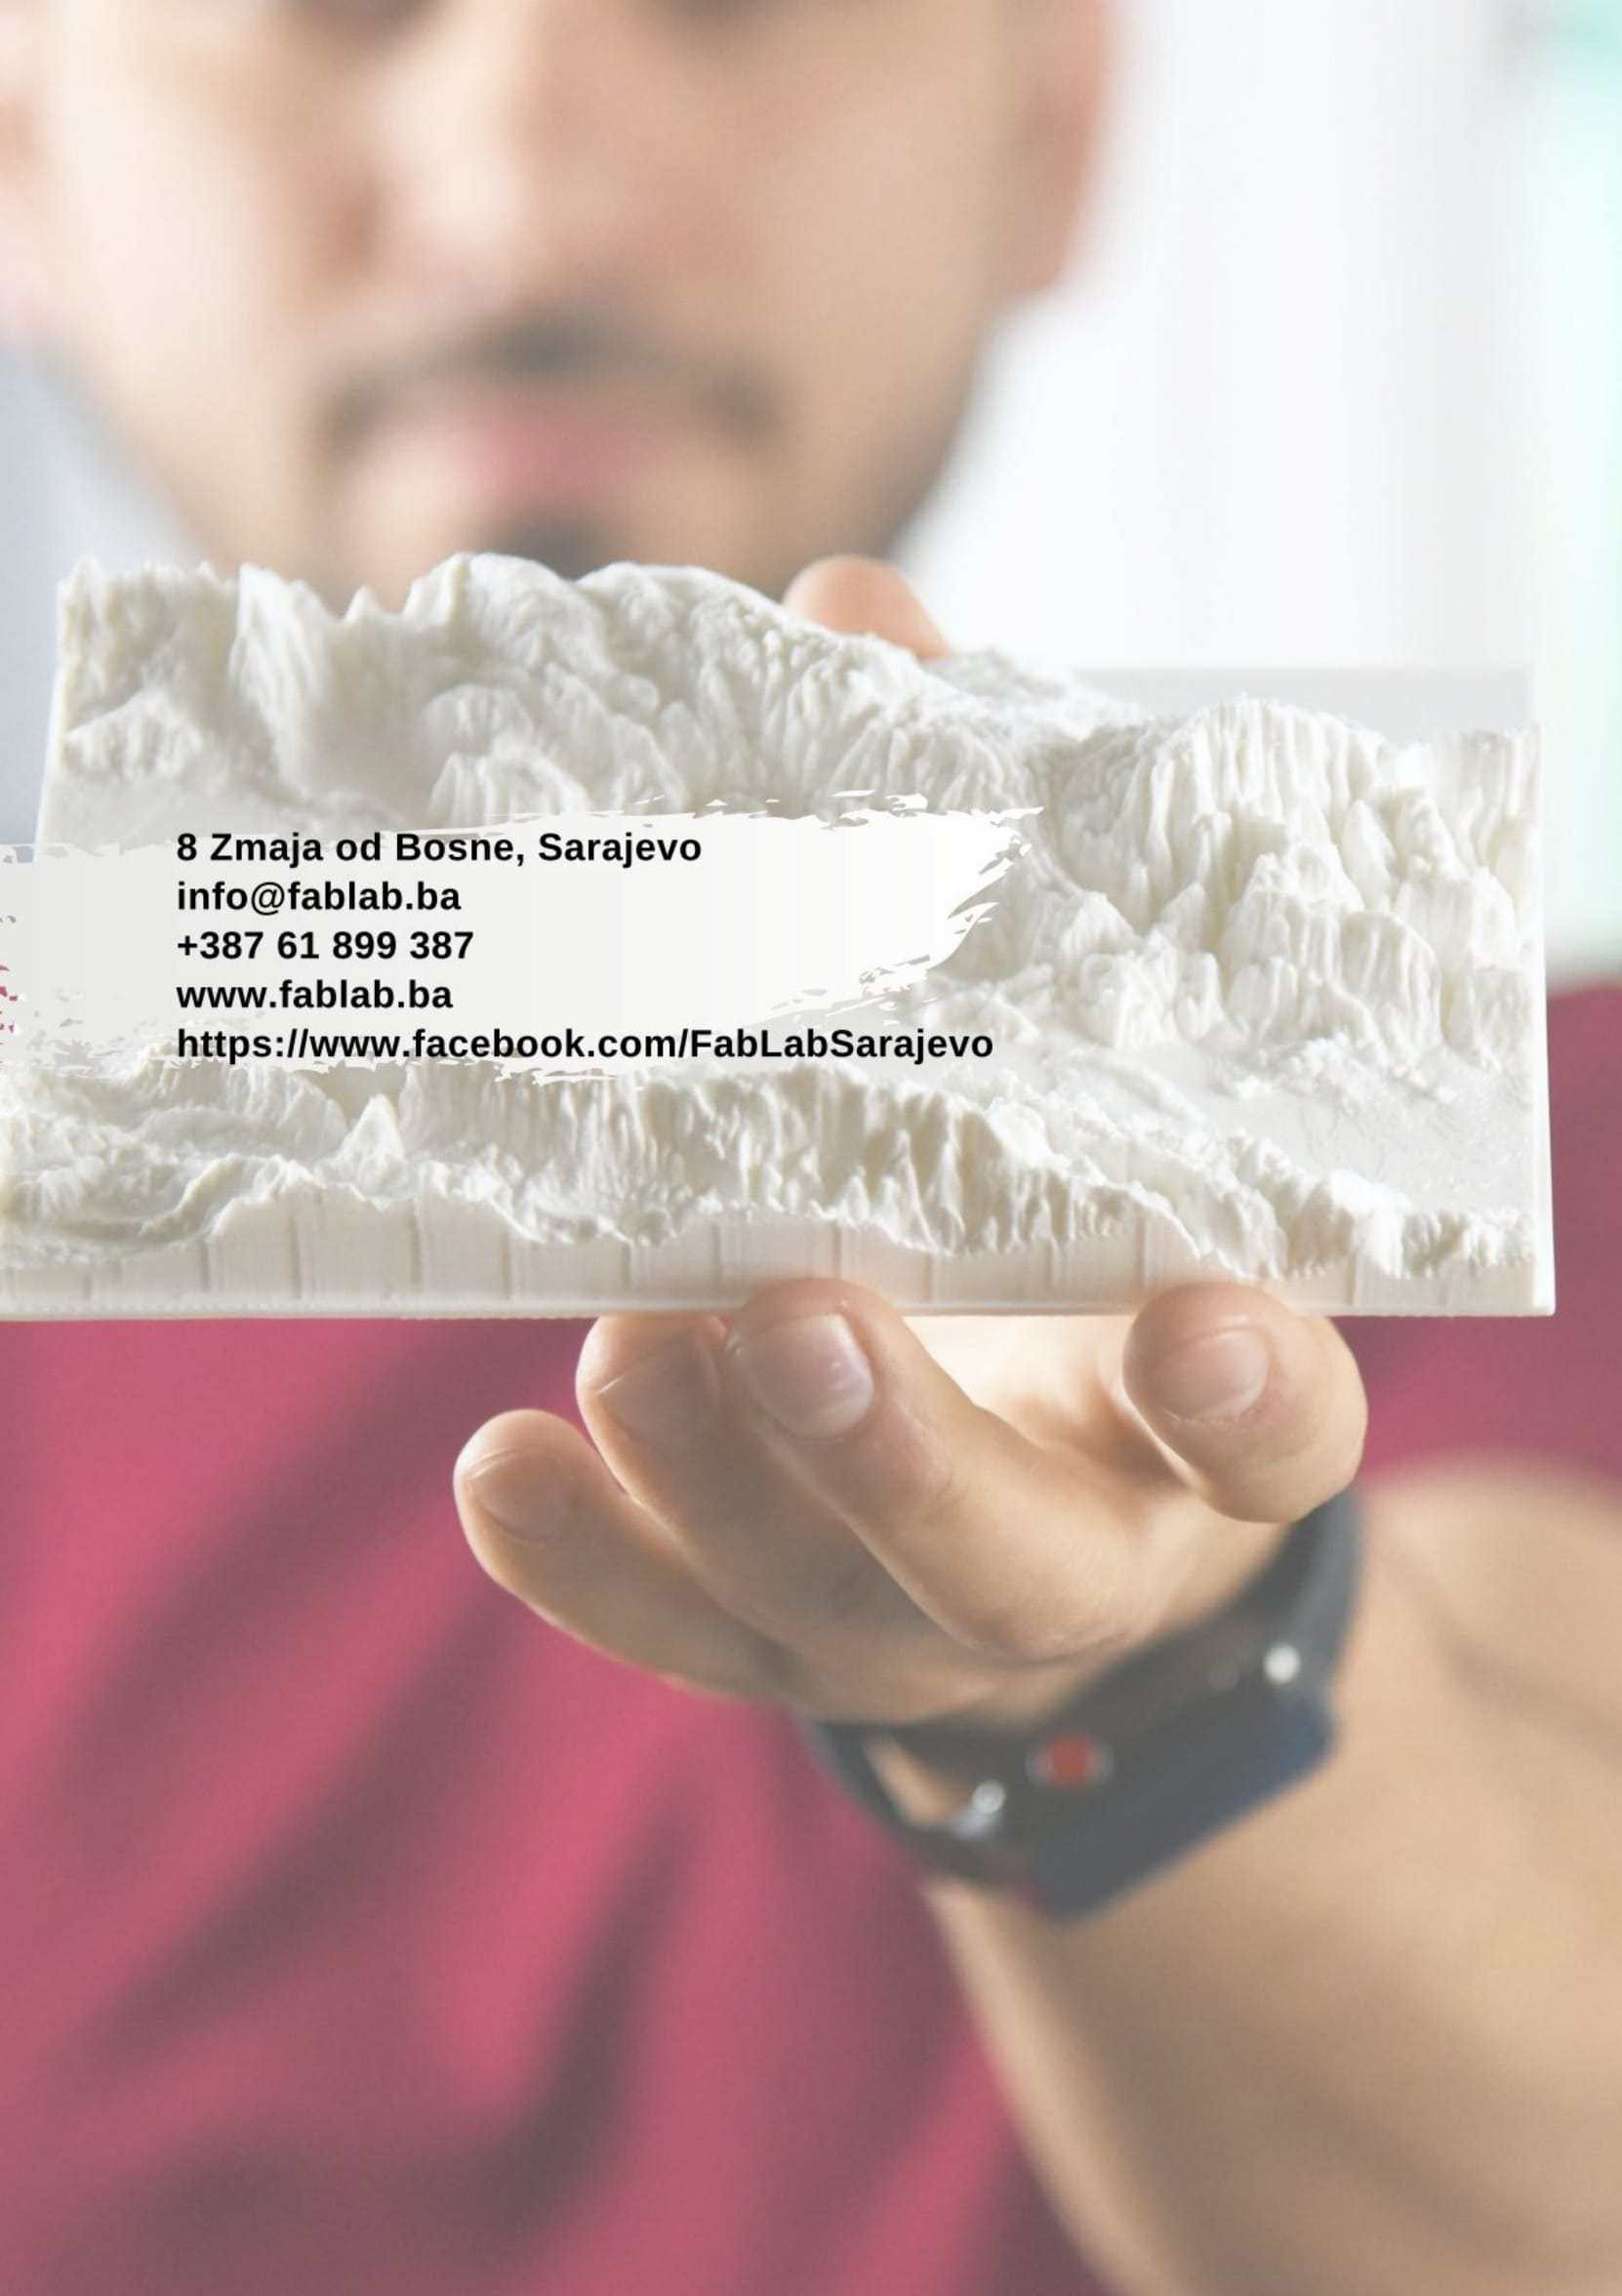 8 Zmaja od Bosne, Sarajevo
info@fablab.ba
+387 61 899 387
www.fablab.ba
https://www.facebook.com/FabLabSarajevo